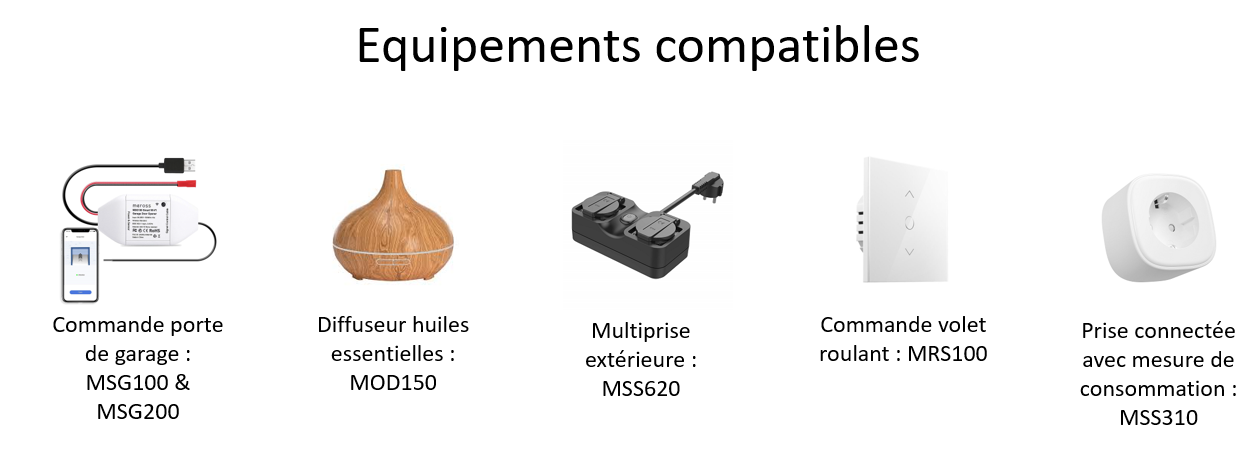 Equipements compatibles
meross
Commande porte
de garage :
MSG100 &
MSG200
Diffuseur huiles
essentielles :
MOD150
Multiprise
extérieure :
MSS620
Commande volet
roulant : MRS100
Prise connectée
avec mesure de
consommation :
MSS310